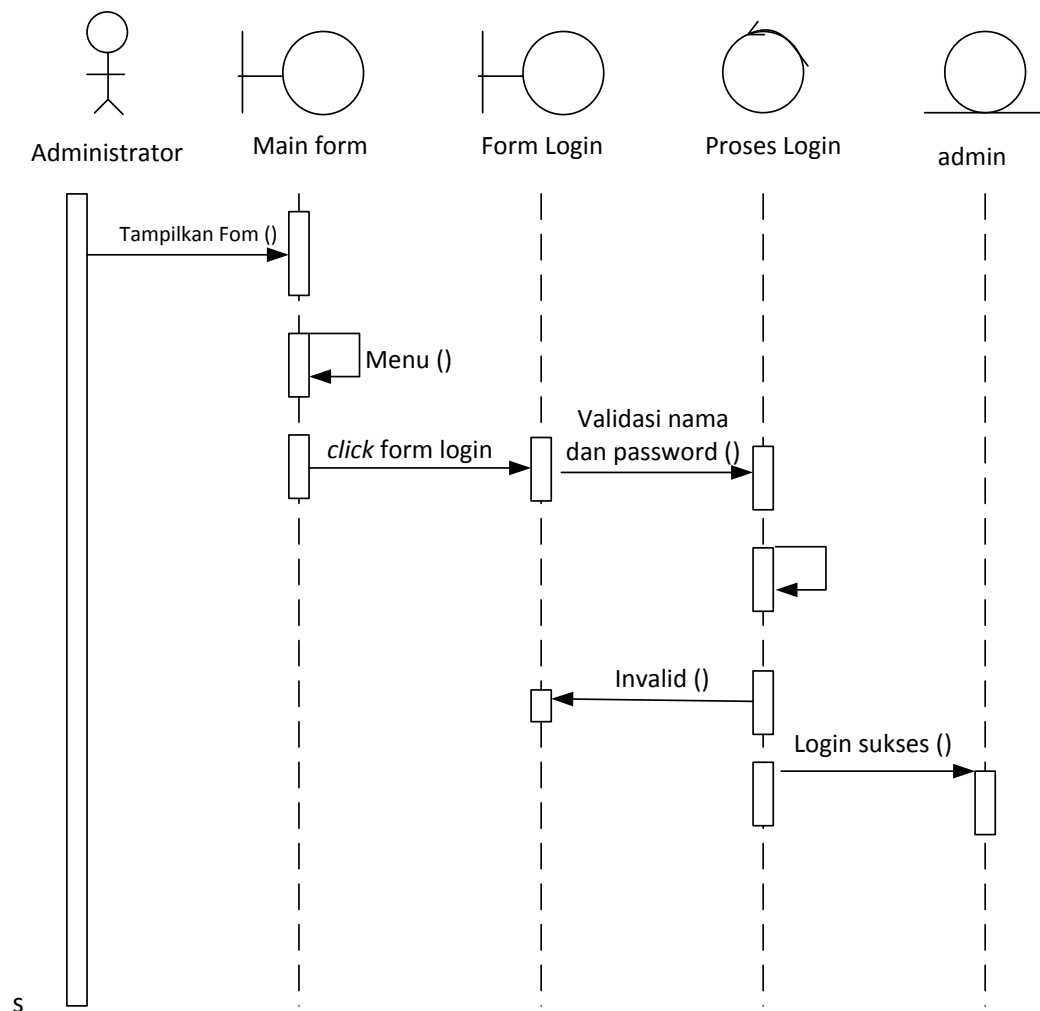 Administrator
Main form
Form Login
Proses Login
admin
Tampilkan Fom ()
Menu ()
click form login
Validasi nama
dan password ()
Invalid ()
Login sukses ()
s